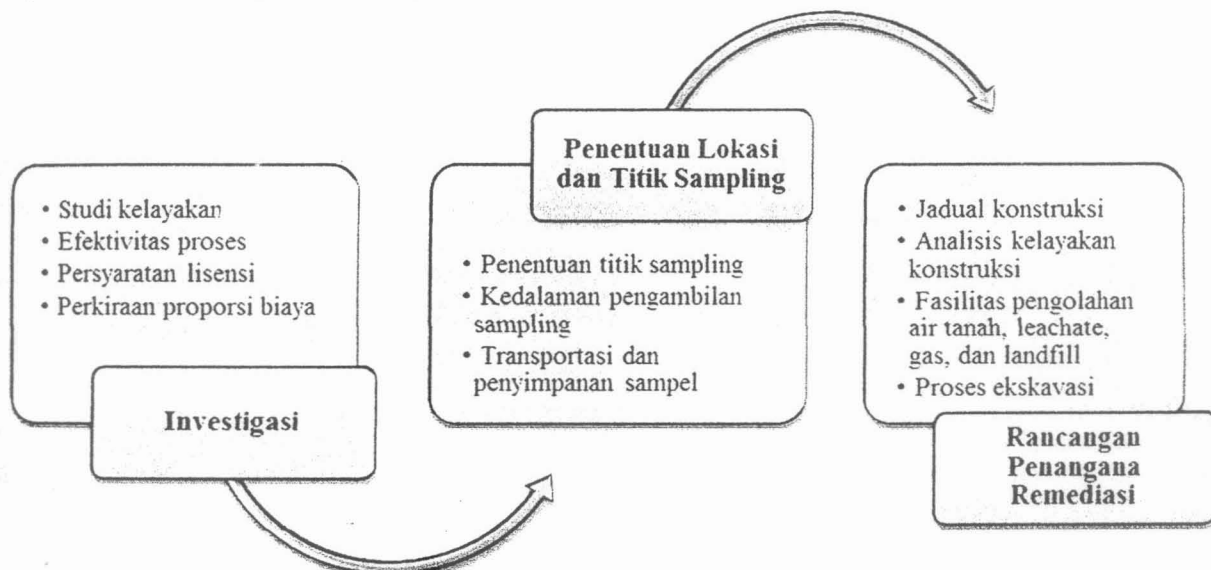 • Studi kelayakan
• Efektivitas proses
• Persyaratan lisensi
• Perkiraan proporsi biaya
Investigasi
Penentuan Lokasi
dan Titik Sampling
• Penentuan titik sampling
• Kedalaman pengambilan
sampling
• Transportasi dan
penyimpanan sampel
• Jadual konstruksi
• Analisis kelayakan
konstruksi
• Fasilitas pengolahan
air tanah, leachate,
gas, dan landfill
• Proses ekskavasi
Rancangan
Penangana
Remediasi